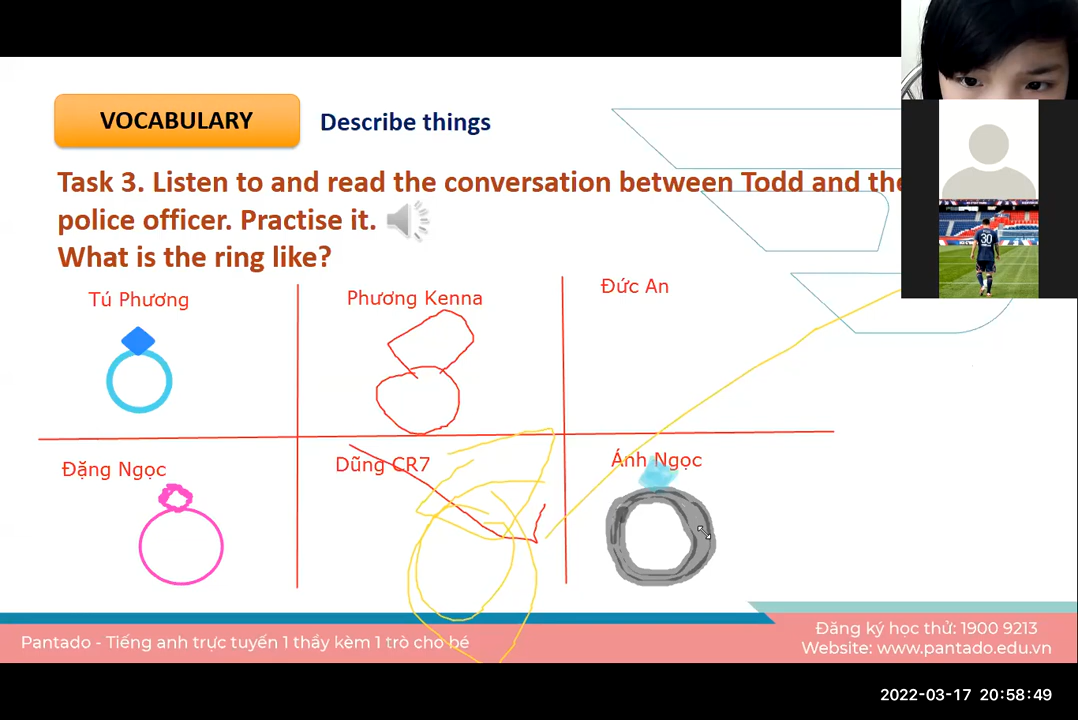 VOCABULARY
Describe things
Task 3. Listen to and read the conversation between Todd and the
police officer. Practise it.
What is the ring like?
Tú Phương
Phương Kenna
Đức An
Đặng Ngọc
Dũng CR7
Ánh Ngọc
30
Pantado - Tiếng anh trực tuyến 1 thầy kèm 1 trò cho bé
Đăng ký học thử: 1900 9213
Website: www.pantado.edu.vn
2022-03-17 20:58:49